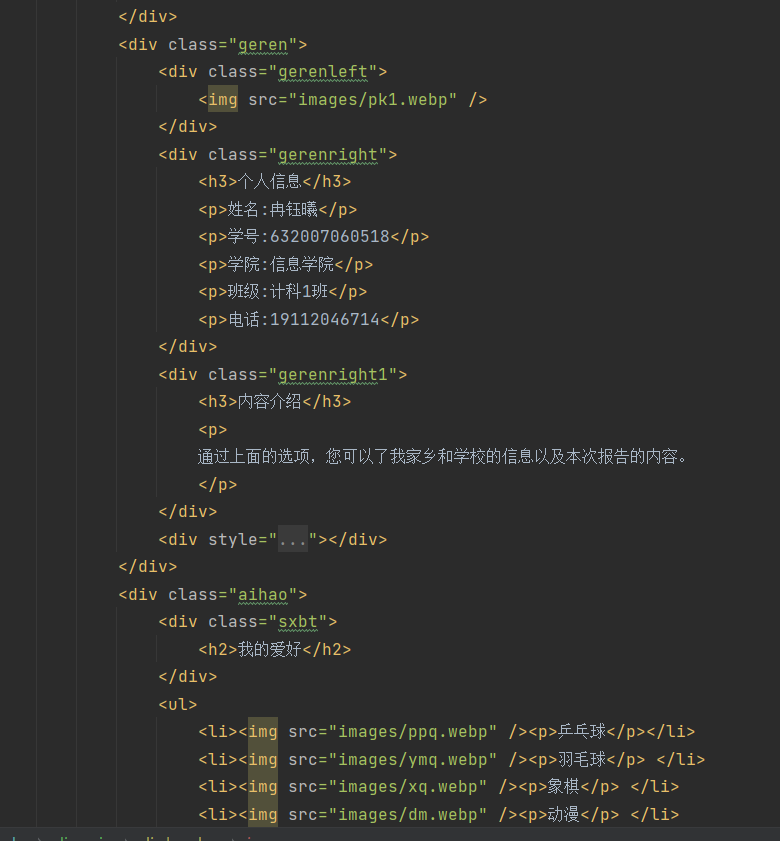 </div>
<div class="geren">
<div class="gerenleft">
<img src="images/pk1.webp" />
</div>
<div class="gerenright">
<h3>个人信息</h3>
<p>姓名:冉钰曦</p>
<p>学号:632007060518</p>
<p>学院:信息学院</p>
<p>班级:计科1班</p>
<p>电话:19112046714</p>
</div>
<div class="gerenright1">
<h3>内容介绍</h3>
<p>
通过上面的选项，您可以了我家乡和学校的信息以及本次报告的内容。
</p>
</div>
<div style="..."></div>
</div>
<div class="aihao">
<div class="sxbt">
<h2>我的爱好</h2>
</div>
<ul>
<li><img src="images/ppq.webp" /><p>乒乓球</p></li>
<li><img src="images/ymq.webp" /><p>羽毛球</p> </li>
<li><img src="images/xq.webp" /><p>象棋</p> </li>
<li><img src="images/dm.webp" /><p>动漫</p> </li>